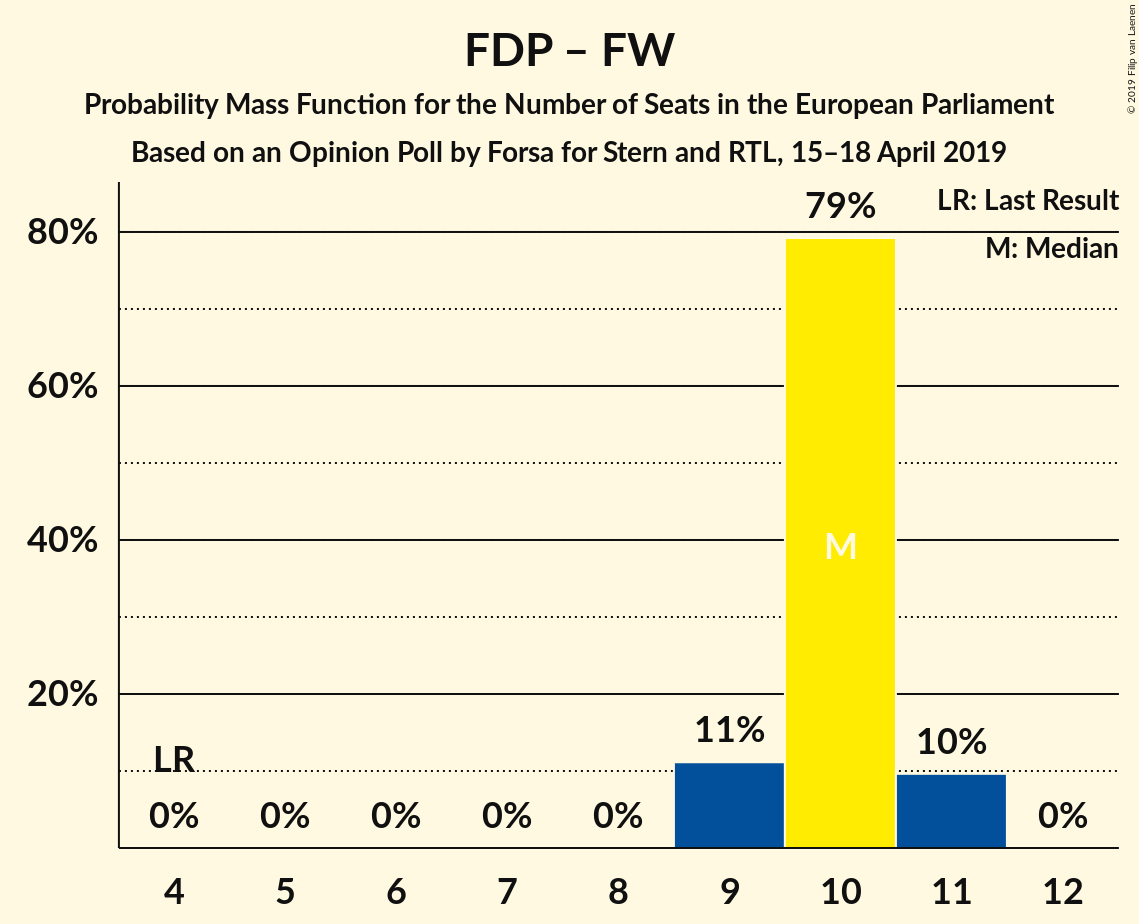 FDP – FW
Probability Mass Function for the Number of Seats in the European Parliament
Based on an Opinion Poll by Forsa for Stern and RTL, 15–18 April 2019
© 2019 Filip van Laenen
LR: Last Result
M: Median
80%
60%
40%
20%
79%
M
11%
10%
LR
0% 0% 0% 0% 0% 0%
4 5 6 7 8 9 10 11 12